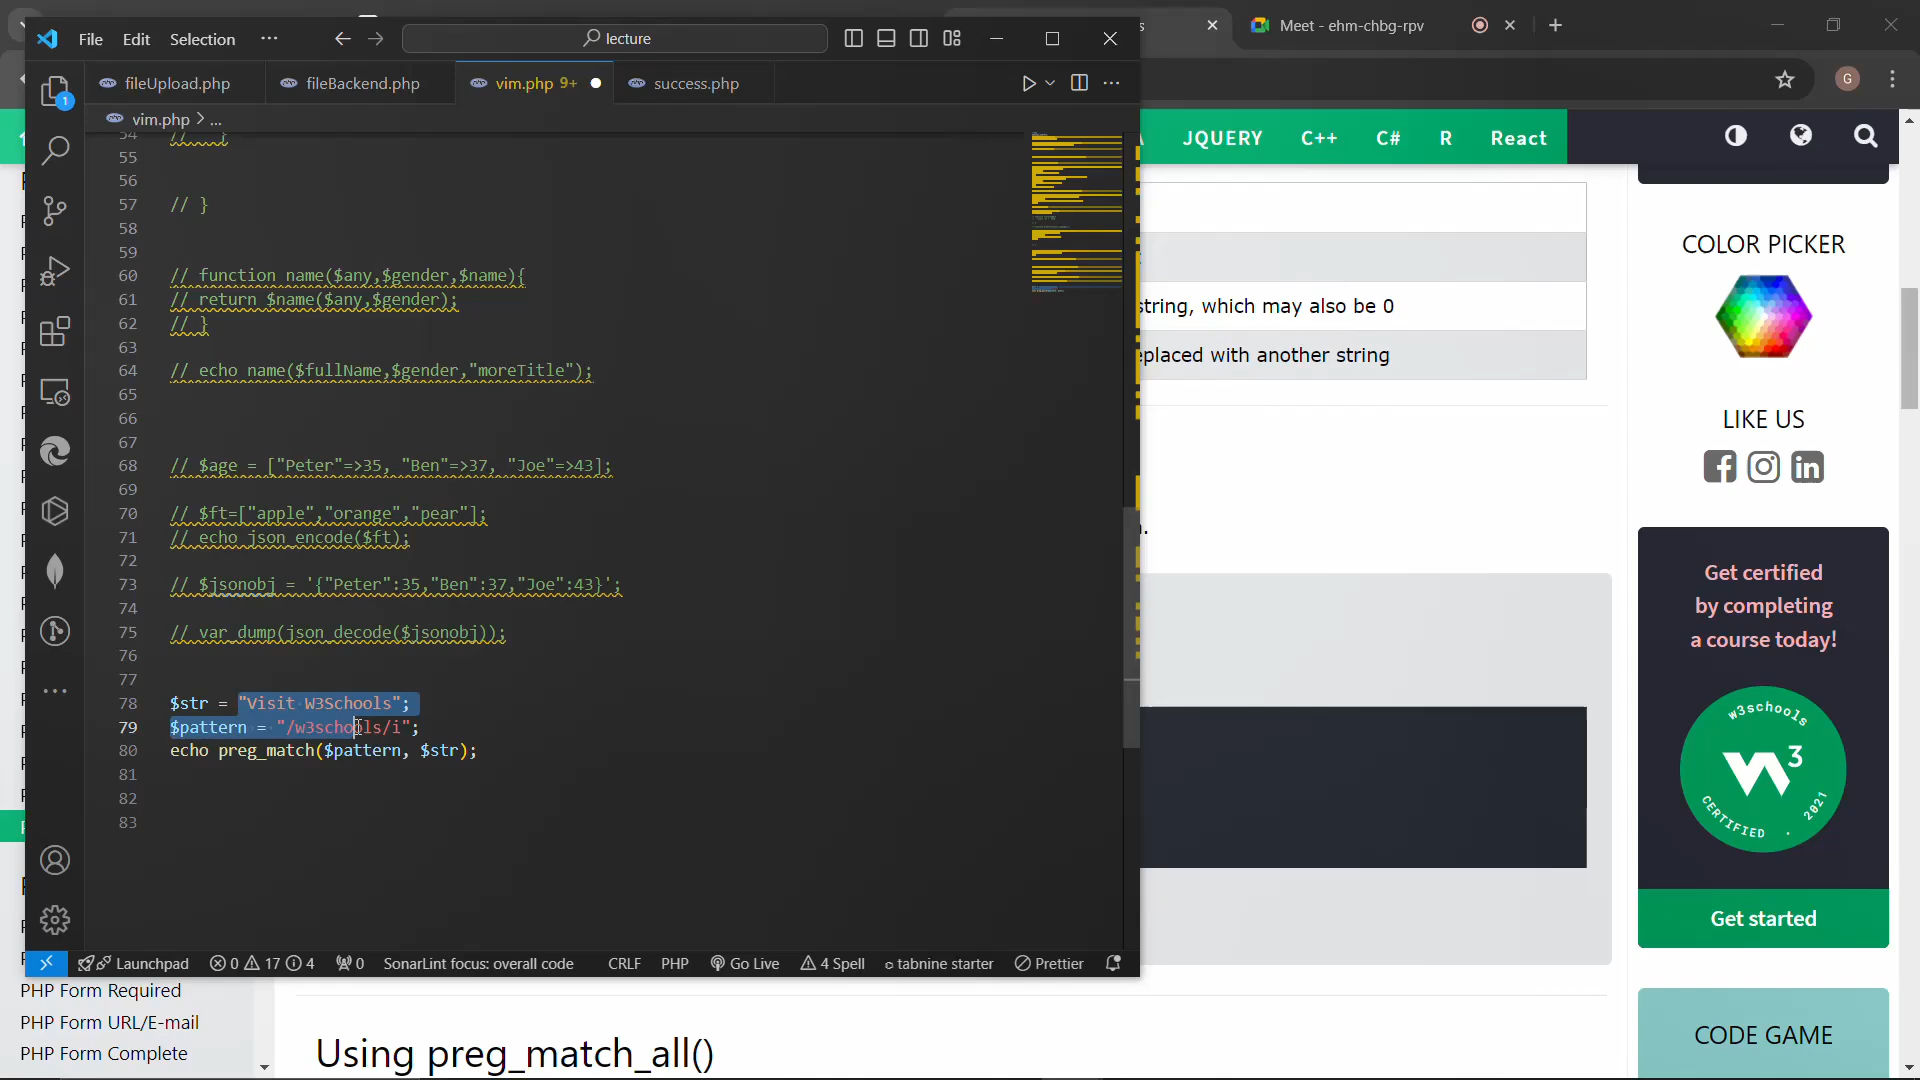 File Edit Selection ...
lecture
Meet - ehm-chbg-rpv
G
fileUpload.php
fileBackend.php
vim.php 9+
success.php
vim.php > ...
JQUERY C++ C# R React
54 // }
55
56
57 // }
58
59
60 // function name($any,$gender,$name){
61 // return $name($any,$gender);
62 // }
63
64 // echo name($fullName,$gender,"moreTitle");
65
66
67
68 // $age = ["Peter"=>35, "Ben"=>37, "Joe"=>43];
69
70 // $ft=["apple","orange","pear"];
71 // echo json_encode($ft);
72
73 // $jsonobj = '{"Peter":35,"Ben":37,"Joe":43}';
74
75 // var_dump(json_decode($jsonobj));
76
77
78 $str = "Visit W3Schools";
79 $pattern = "/w3schools/i";
80 echo preg_match($pattern, $str);
81
82
83
1
Launchpad 0 17 4 0 SonarLint focus: overall code CRLF PHP Go Live 4 Spell tabnine starter Prettier
string, which may also be 0
eplaced with another string
COLOR PICKER
LIKE US
Get certified
by completing
a course today!
w3schools
W3
CERTIFIED . 2021
Get started
CODE GAME
PHP Form Required
PHP Form URL/E-mail
PHP Form Complete
Using preg_match_all()